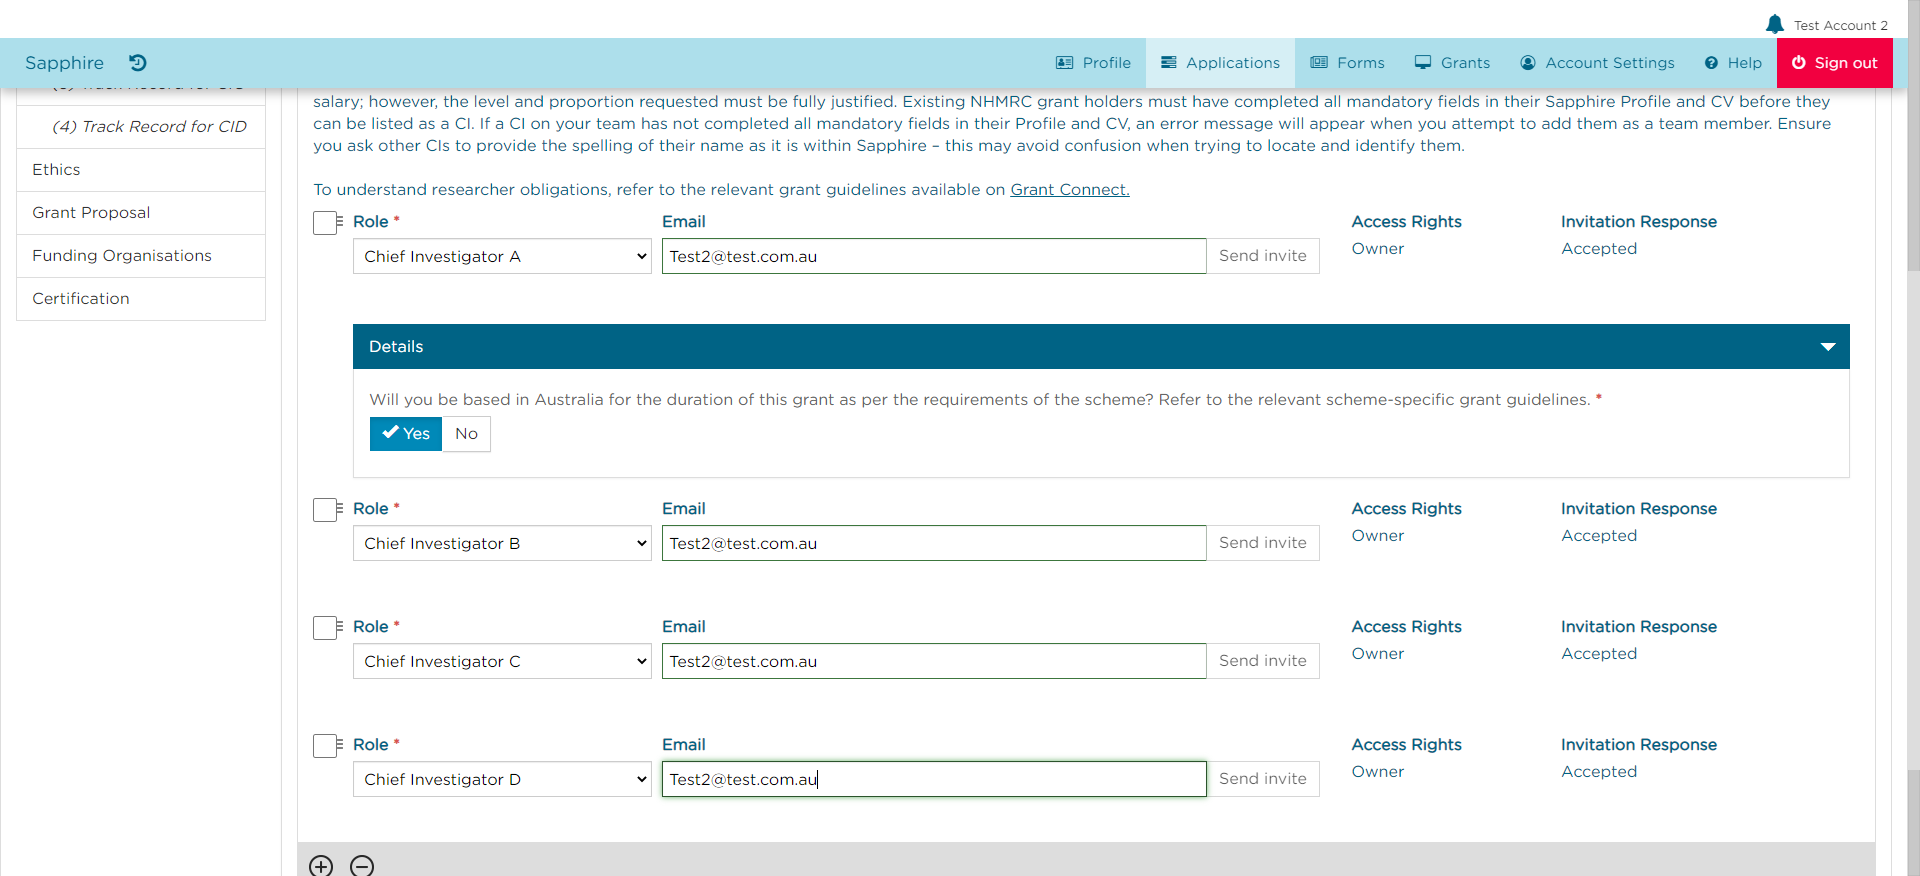 Test Account 2
Sapphire
Profile
Applications
Forms
Grants
Account Settings
Help
Sign out
(4) Track Record for CID
Ethics
Grant Proposal
Funding Organisations
Certification
salary; however, the level and proportion requested must be fully justified. Existing NHMRC grant holders must have completed all mandatory fields in their Sapphire Profile and CV before they
can be listed as a CI. If a CI on your team has not completed all mandatory fields in their Profile and CV, an error message will appear when you attempt to add them as a team member. Ensure
you ask other CIs to provide the spelling of their name as it is within Sapphire – this may avoid confusion when trying to locate and identify them.
To understand researcher obligations, refer to the relevant grant guidelines available on Grant Connect.
Role * Email Access Rights Invitation Response
Chief Investigator A Test2@test.com.au Send invite Owner Accepted
Details
Will you be based in Australia for the duration of this grant as per the requirements of the scheme? Refer to the relevant scheme-specific grant guidelines. *
Yes No
Role * Email Access Rights Invitation Response
Chief Investigator B Test2@test.com.au Send invite Owner Accepted
Role * Email Access Rights Invitation Response
Chief Investigator C Test2@test.com.au Send invite Owner Accepted
Role * Email Access Rights Invitation Response
Chief Investigator D Test2@test.com.au Send invite Owner Accepted